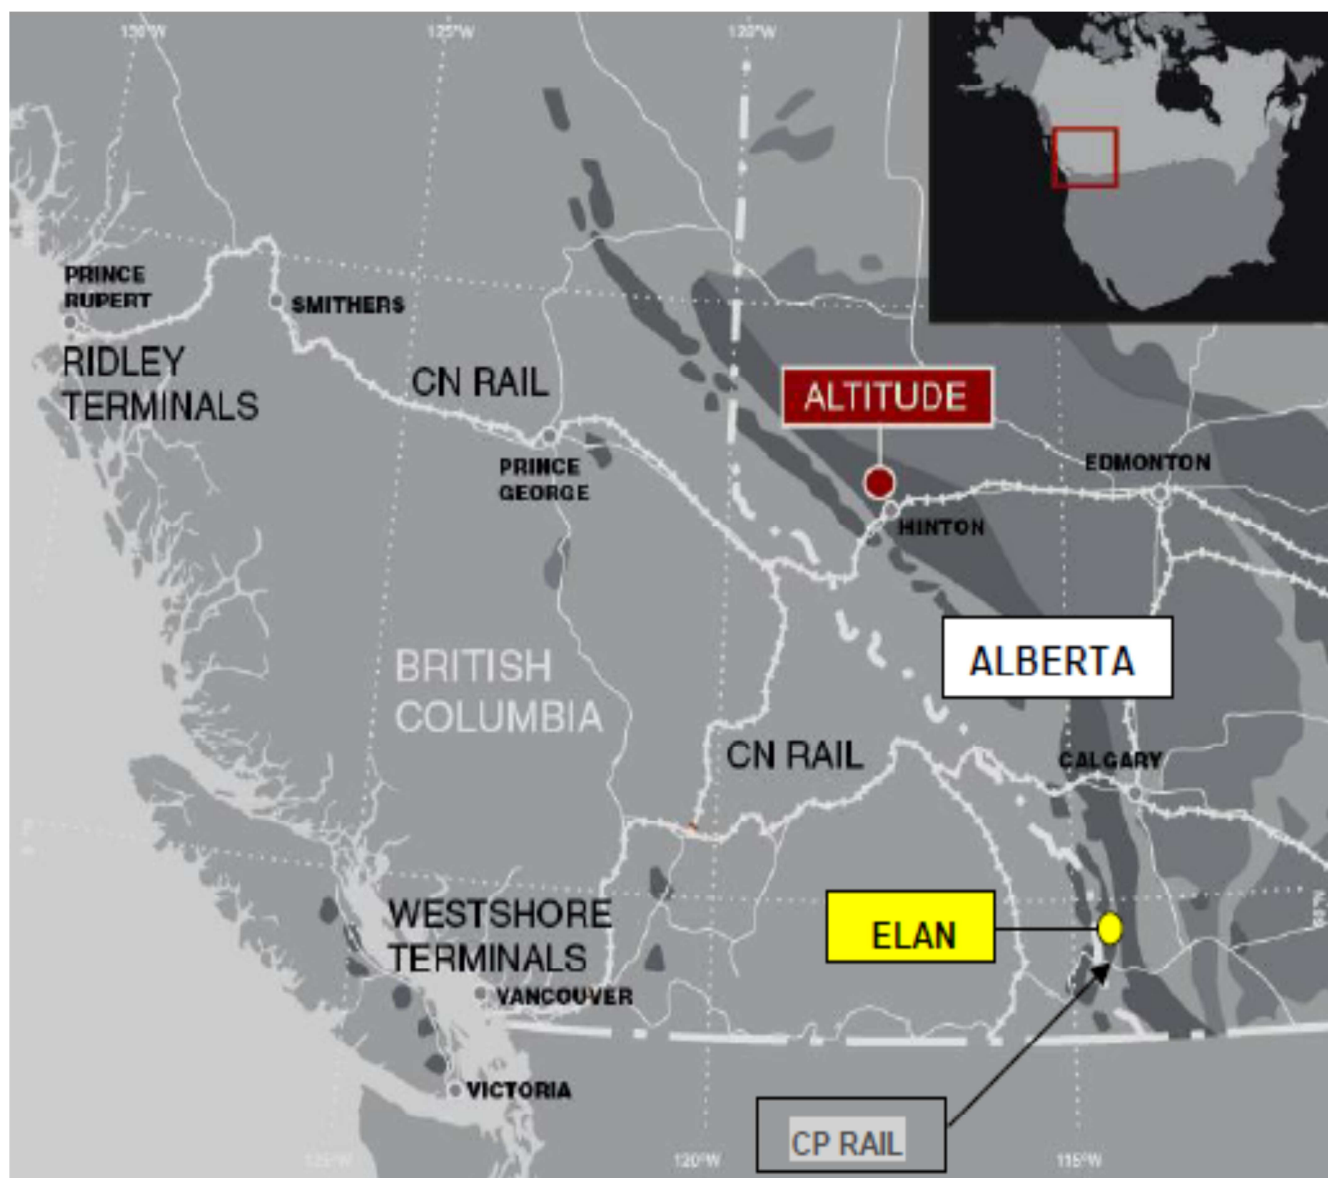 130°W
125°W
120°W
PRINCE
RUPERT
SMITHERS
RIDLEY
TERMINALS
CN RAIL
ALTITUDE
PRINCE
GEORGE
EDMONTON
HINTON
BRITISH
COLUMBIA
ALBERTA
CN RAIL
CALGARY
WESTSHORE
TERMINALS
ELAN
VANCOUVER
VICTORIA
CP RAIL
125°W
120°W
115°W